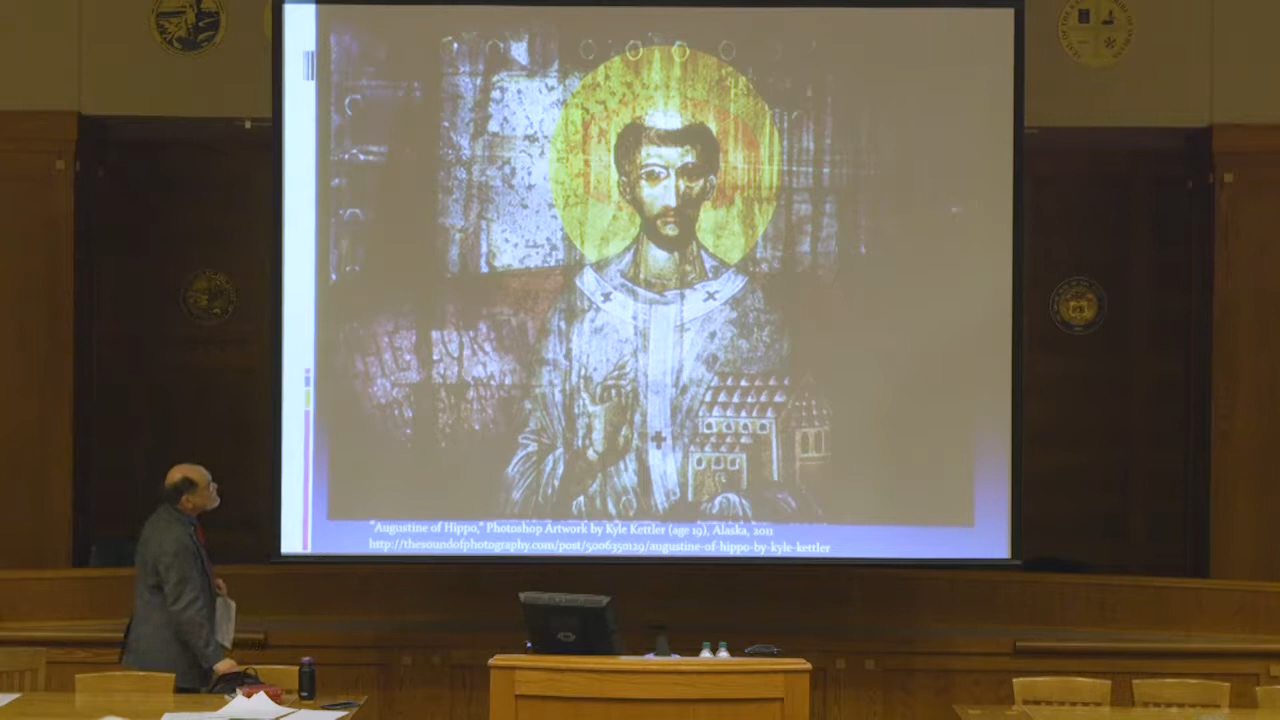 "Augustine of Hippo," Photoshop Artwork by Kyle Kettler (age 19), Alaska, 2011
http://thesoundofphotography.com/post/5006350129/augustine-of-hippo-by-kyle-kettler